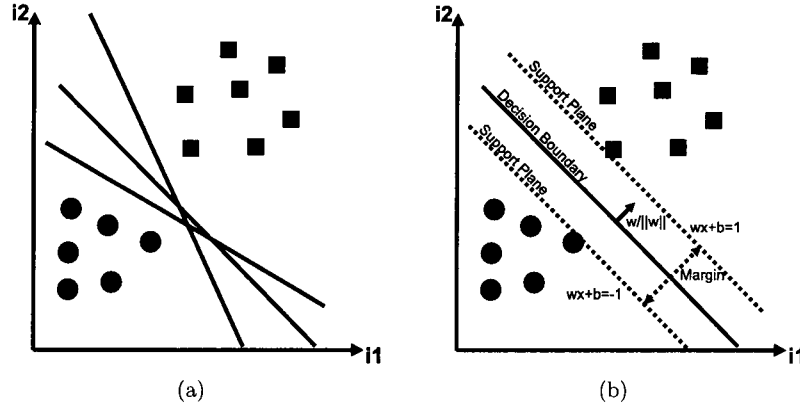 i2
i1
(a)
i2
Support Plane
Decision Boundary
Support Plane
w/||w||
wx+b=1
Margin
wx+b=-1
i1
(b)